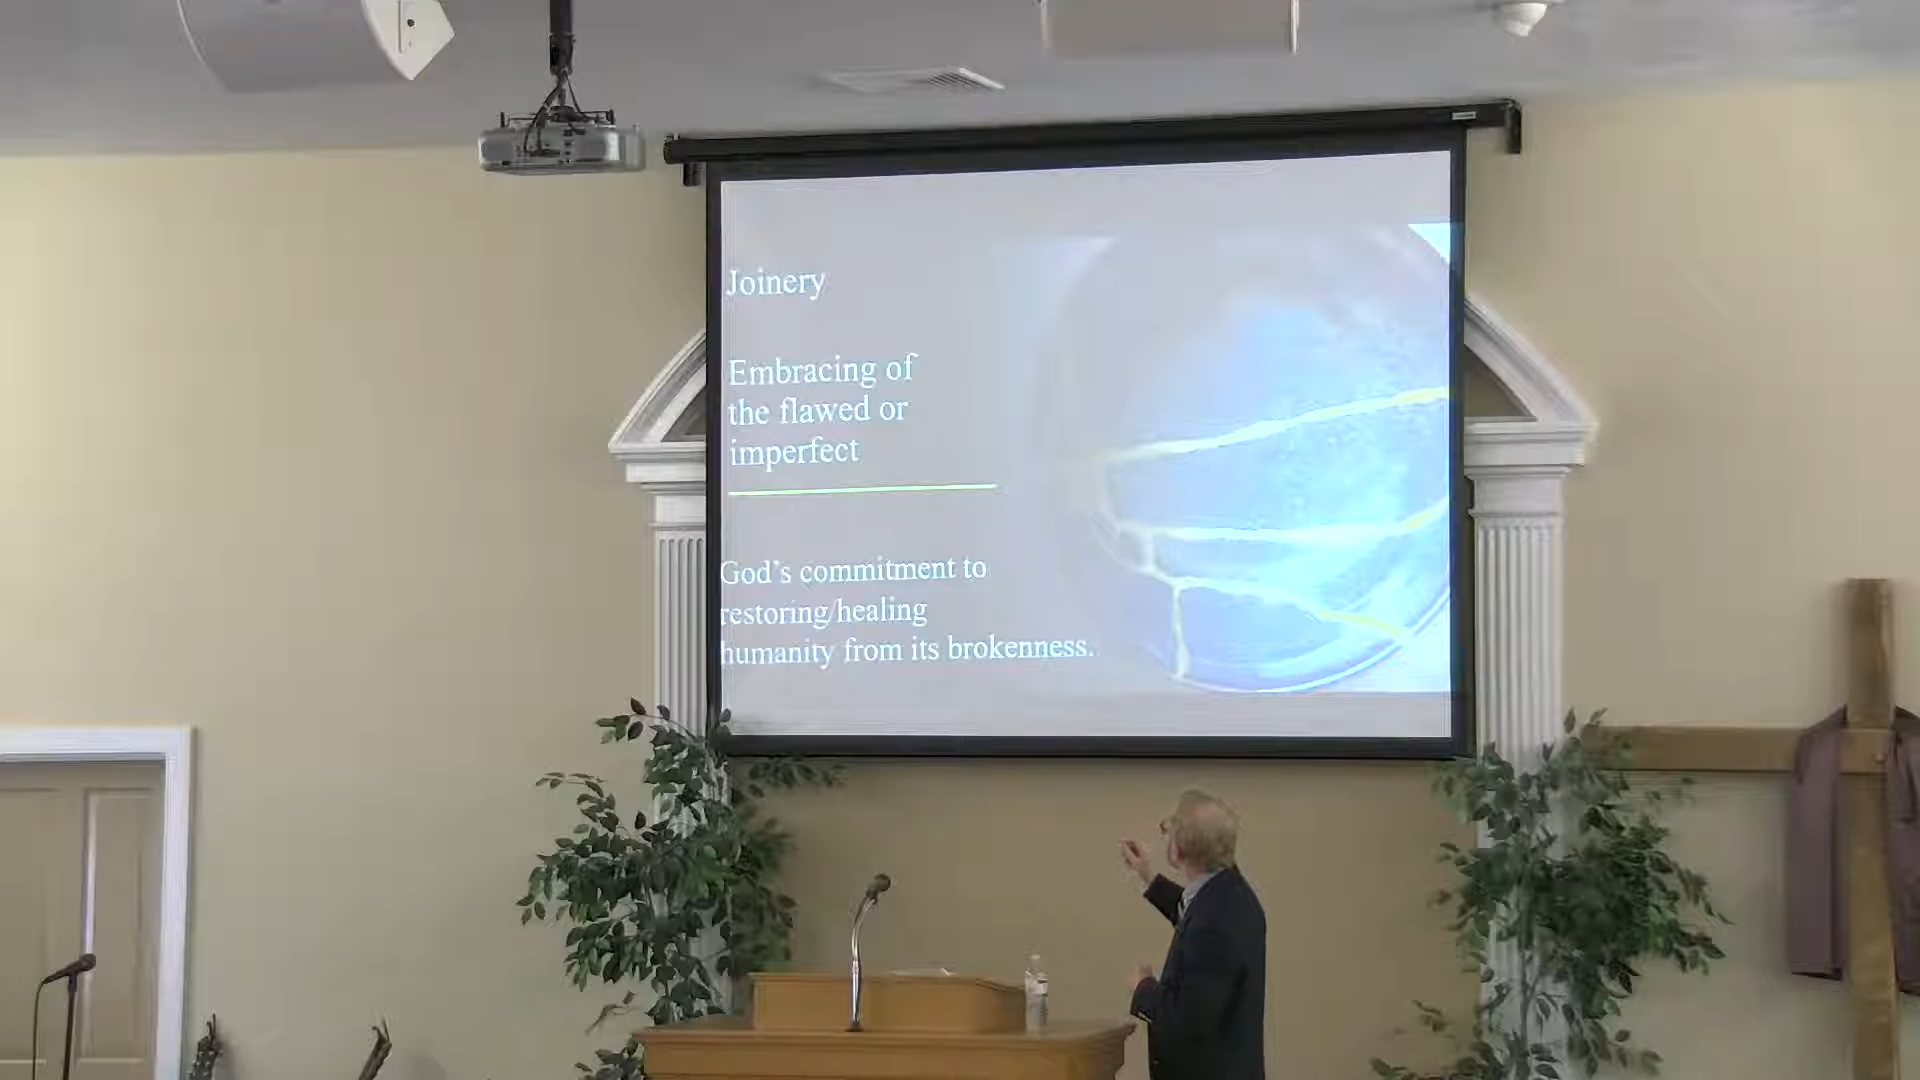 Joinery
Embracing of
the flawed or
imperfect
God's commitment to
restoring/healing
humanity from its brokenness.